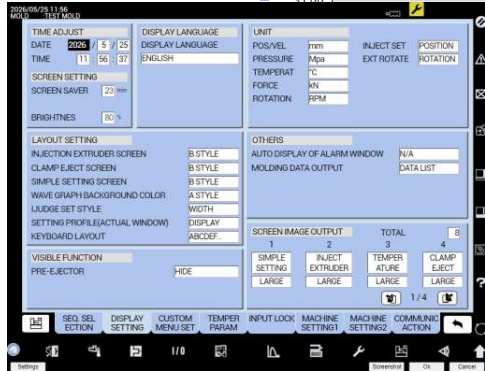 2026/05/25 11:56
MOLD :TEST MOLD
TIME ADJUST
DATE 2026 / 5 / 25
TIME 11 : 56 : 37
SCREEN SETTING
SCREEN SAVER 23 min
BRIGHTNES 80 %
DISPLAY LANGUAGE
DISPLAY LANGUAGE
ENGLISH
UNIT
POS/VEL mm INJECT SET POSITION
PRESSURE Mpa EXT ROTATE ROTATION
TEMPERAT °C
FORCE kN
ROTATION RPM
LAYOUT SETTING
INJECTION EXTRUDER SCREEN B STYLE
CLAMP EJECT SCREEN B STYLE
SIMPLE SETTING SCREEN B STYLE
WAVE GRAPH BACKGROUND COLOR A STYLE
IJUDGE SET STYLE WIDTH
SETTING PROFILE(ACTUAL WINDOW) DISPLAY
KEYBOARD LAYOUT ABCDEF..
OTHERS
AUTO DISPLAY OF ALARM WINDOW N/A
MOLDING DATA OUTPUT DATA LIST
VISIBLE FUNCTION
PRE-EJECTOR HIDE
SCREEN IMAGE OUTPUT TOTAL 8
1 2 3 4
SIMPLE SETTING INJECT EXTRUDER TEMPER ATURE CLAMP EJECT
LARGE LARGE LARGE LARGE
1/4
SEQ. SEL ECTION DISPLAY SETTING CUSTOM MENU SET TEMPER PARAM INPUT LOCK MACHINE SETTING1 MACHINE SETTING2 COMMUNIC ACTION
1/0
Settings Screenshot On Cancel